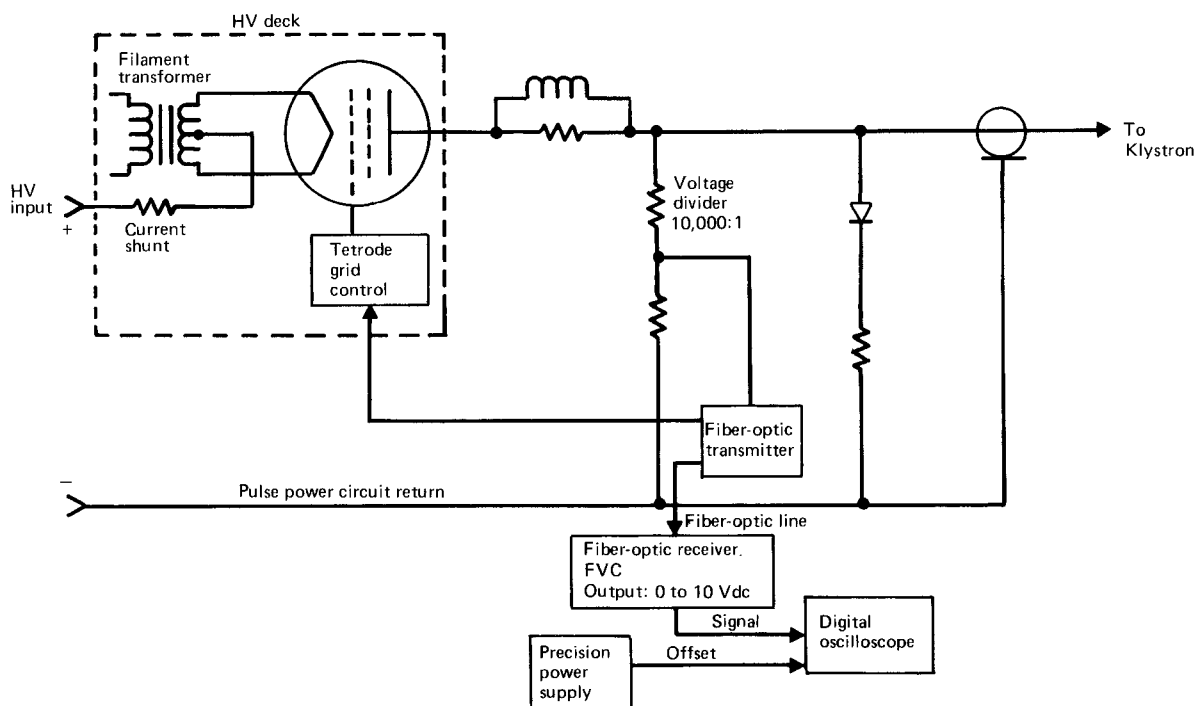 HV deck
Filament
transformer
HV
input
+
Current
shunt
Tetrode
grid
control
Voltage
divider
10,000:1
To
Klystron
Fiber-optic
transmitter
−
Pulse power circuit return
Fiber-optic line
Fiber-optic receiver.
FVC
Output: 0 to 10 Vdc
Signal
Digital
oscilloscope
Precision
power
supply
Offset